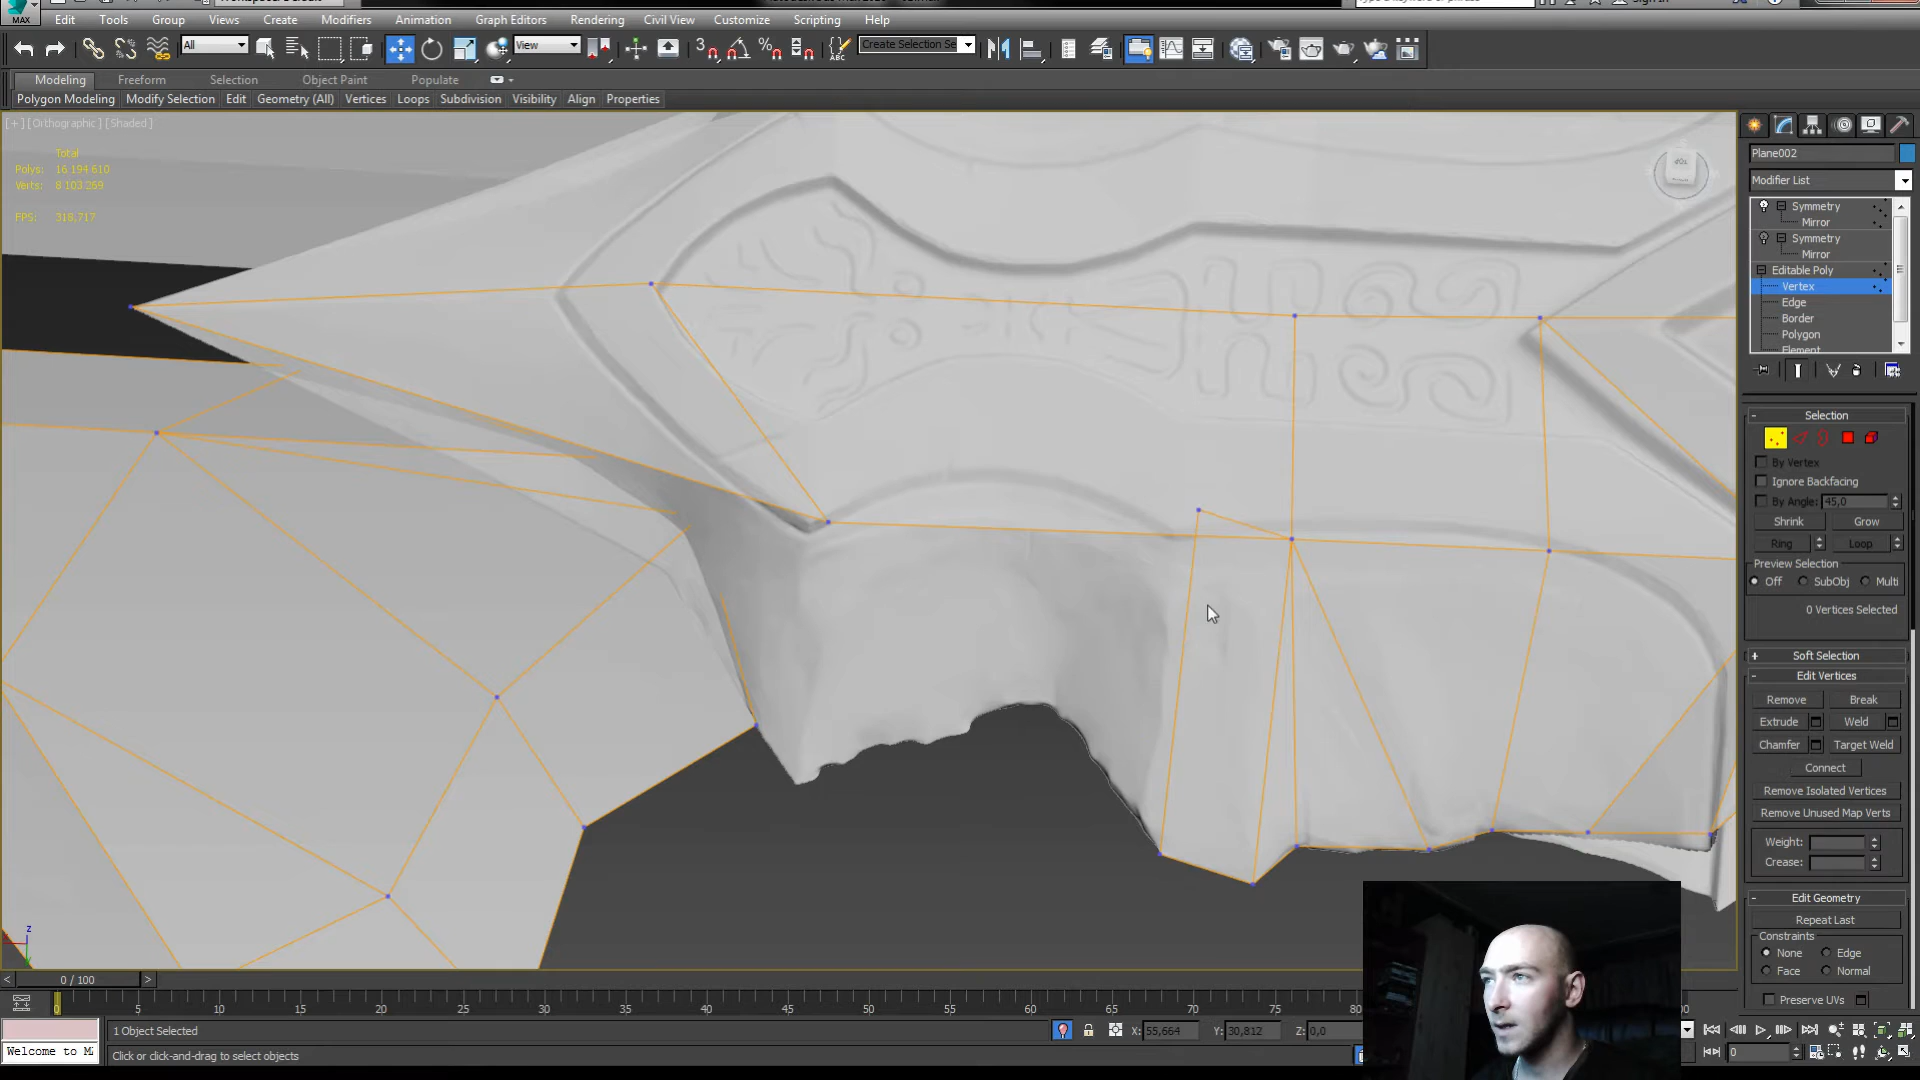 MAX
Edit Tools Group Views Create Modifiers Animation Graph Editors Rendering Civil View Customize Scripting Help
All View Create Selection Se
Modeling Freeform Selection Object Paint Populate
Polygon Modeling Modify Selection Edit Geometry (All) Vertices Loops Subdivision Visibility Align Properties
[+] [Orthographic] [Shaded]
Total
Polys: 16 194 610
Verts: 8 103 269
FPS: 318,717
Plane002
Modifier List
Symmetry
Mirror
Symmetry
Mirror
Editable Poly
Vertex
Edge
Border
Polygon
Element
Selection
By Vertex
Ignore Backfacing
By Angle: 45,0
Shrink Grow
Ring Loop
Preview Selection
Off SubObj Multi
0 Vertices Selected
Soft Selection
Edit Vertices
Remove Break
Extrude Weld
Chamfer Target Weld
Connect
Remove Isolated Vertices
Remove Unused Map Verts
Weight:
Crease:
Edit Geometry
Repeat Last
Constraints
None Edge
Face Normal
Preserve UVs
z
0 / 100
0 5 10 15 20 25 30 35 40 45 50 55 60 65 70 75 80
1 Object Selected
X: 55,664 Y: 30,812 Z: 0,0
Welcome to M
Click or click-and-drag to select objects
0